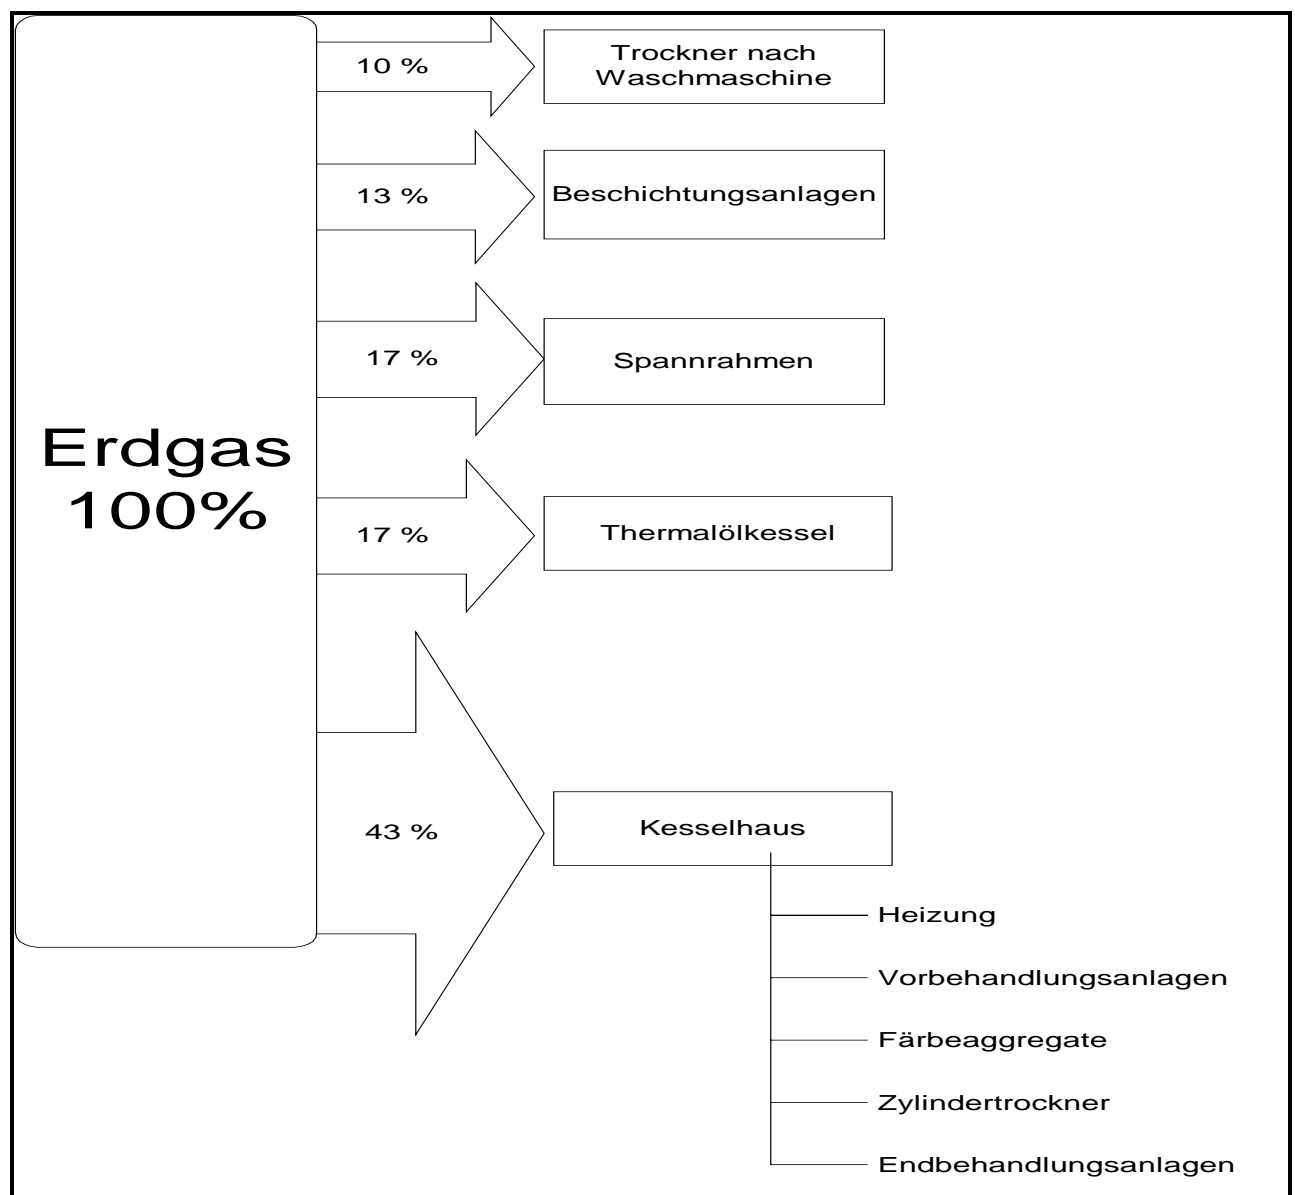 10 %
Trockner nach
Waschmaschine
13 %
Beschichtungsanlagen
17 %
Spannrahmen
Erdgas
100%
17 %
Thermalölkessel
43 %
Kesselhaus
Heizung
Vorbehandlungsanlagen
Färbeaggregate
Zylindertrockner
Endbehandlungsanlagen